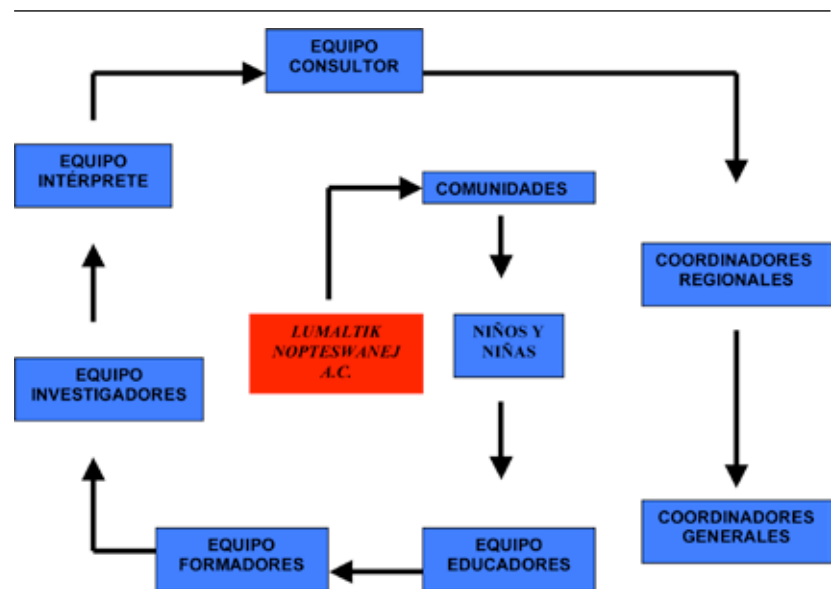 EQUIPO
CONSULTOR
EQUIPO
INTÉRPRETE
COMUNIDADES
COORDINADORES
REGIONALES
LUMALTIK
NOPTESWANEJ
A.C.
NIÑOS Y
NIÑAS
EQUIPO
INVESTIGADORES
COORDINADORES
GENERALES
EQUIPO
FORMADORES
EQUIPO
EDUCADORES